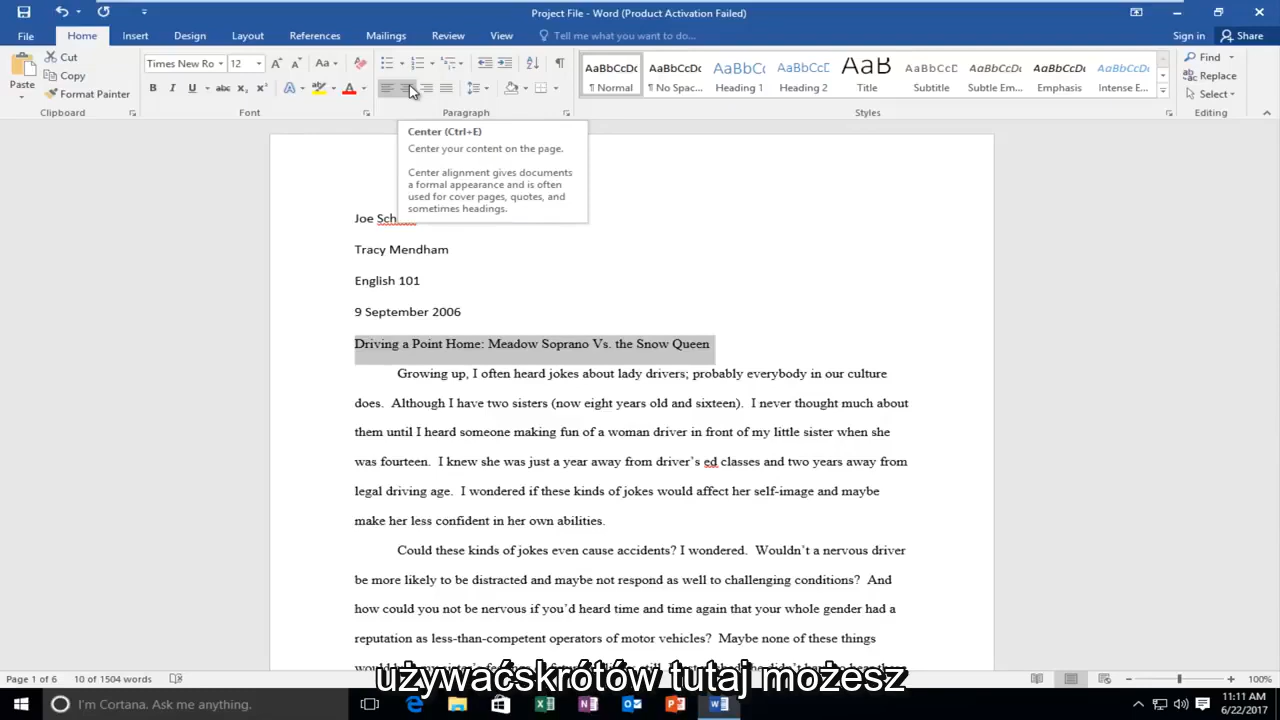 Project File - Word (Product Activation Failed)
File Home Insert Design Layout References Mailings Review View Tell me what you want to do... Sign in Share
Paste Cut Copy Format Painter Clipboard
Times New Ro 12 Aa
B I U abc X₂ X² A A
Font
Paragraph
AaBbCcDc AaBbCcDc AaBbCc AaBbCcD AaB AaBbCcD AaBbCcDc AaBbCcDc AaBbCcDc
¶ Normal ¶ No Spac... Heading 1 Heading 2 Title Subtitle Subtle Em... Emphasis Intense E...
Styles
Find
Replace
Select
Editing
Center (Ctrl+E)
Center your content on the page.
Center alignment gives documents
a formal appearance and is often
used for cover pages, quotes, and
sometimes headings.
Joe
Tracy Mendham
English 101
9 September 2006
Driving a Point Home: Meadow Soprano Vs. the Snow Queen
Growing up, I often heard jokes about lady drivers; probably everybody in our culture
does. Although I have two sisters (now eight years old and sixteen). I never thought much about
them until I heard someone making fun of a woman driver in front of my little sister when she
was fourteen. I knew she was just a year away from driver’s ed classes and two years away from
legal driving age. I wondered if these kinds of jokes would affect her self-image and maybe
make her less confident in her own abilities.
Could these kinds of jokes even cause accidents? I wondered. Wouldn’t a nervous driver
be more likely to be distracted and maybe not respond as well to challenging conditions? And
how could you not be nervous if you’d heard time and time again that your whole gender had a
reputation as less-than-competent operators of motor vehicles? Maybe none of these things
używaćskrótów tutaj możesz
Page 1 of 6 10 of 1504 words 100%
I'm Cortana. Ask me anything.
11:11 AM
6/22/2017